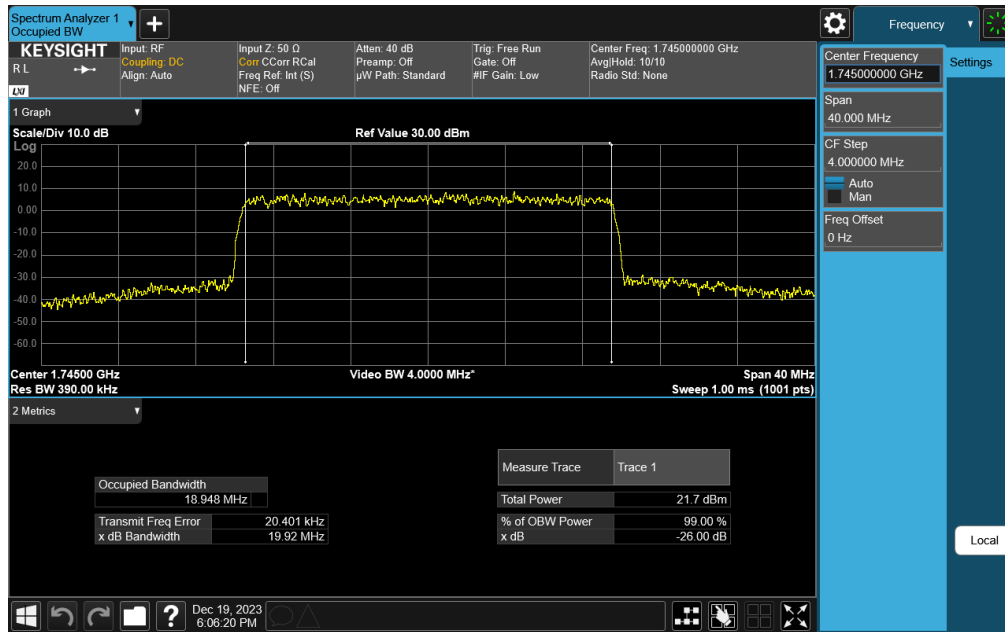 Spectrum Analyzer 1
Occupied BW
Frequency
KEYSIGHT
R L
LXI
Input: RF
Coupling: DC
Align: Auto
Input Z: 50 Ω
Corr CCorr RCal
Freq Ref: Int (S)
NFE: Off
Atten: 40 dB
Preamp: Off
µW Path: Standard
Trig: Free Run
Gate: Off
#IF Gain: Low
Center Freq: 1.745000000 GHz
Avg|Hold: 10/10
Radio Std: None
Center Frequency
1.745000000 GHz
Settings
Span
40.000 MHz
CF Step
4.000000 MHz
Auto
Man
Freq Offset
0 Hz
Local
1 Graph
Scale/Div 10.0 dB
Ref Value 30.00 dBm
Log
20.0
10.0
0.00
-10.0
-20.0
-30.0
-40.0
-50.0
-60.0
Center 1.74500 GHz
Video BW 4.0000 MHz*
Span 40 MHz
Res BW 390.00 kHz
Sweep 1.00 ms (1001 pts)
2 Metrics
Measure Trace Trace 1
Occupied Bandwidth
18.948 MHz
Total Power 21.7 dBm
Transmit Freq Error 20.401 kHz
% of OBW Power 99.00 %
x dB Bandwidth 19.92 MHz
x dB -26.00 dB
?
Dec 19, 2023
6:06:20 PM